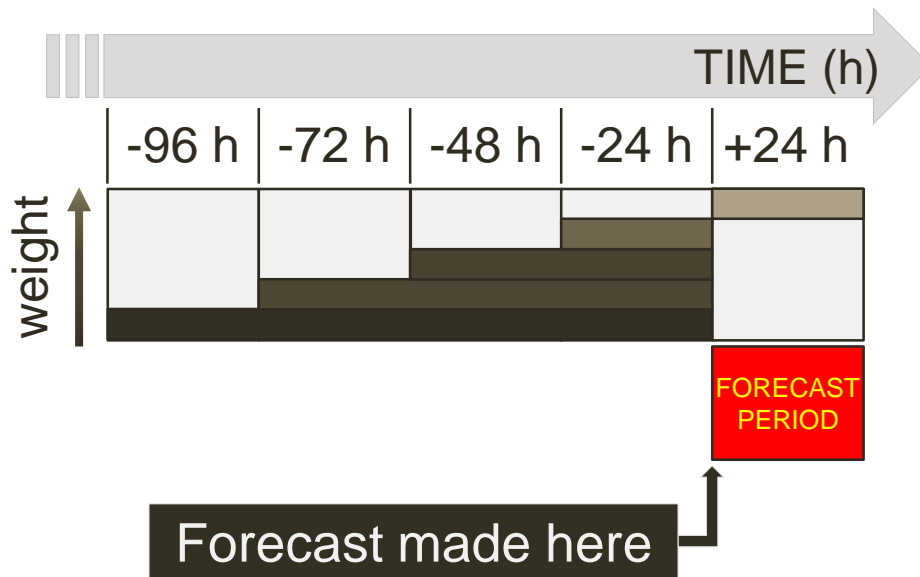 TIME (h)
-96 h
-72 h
-48 h
-24 h
+24 h
weight
FORECAST
PERIOD
Forecast made here